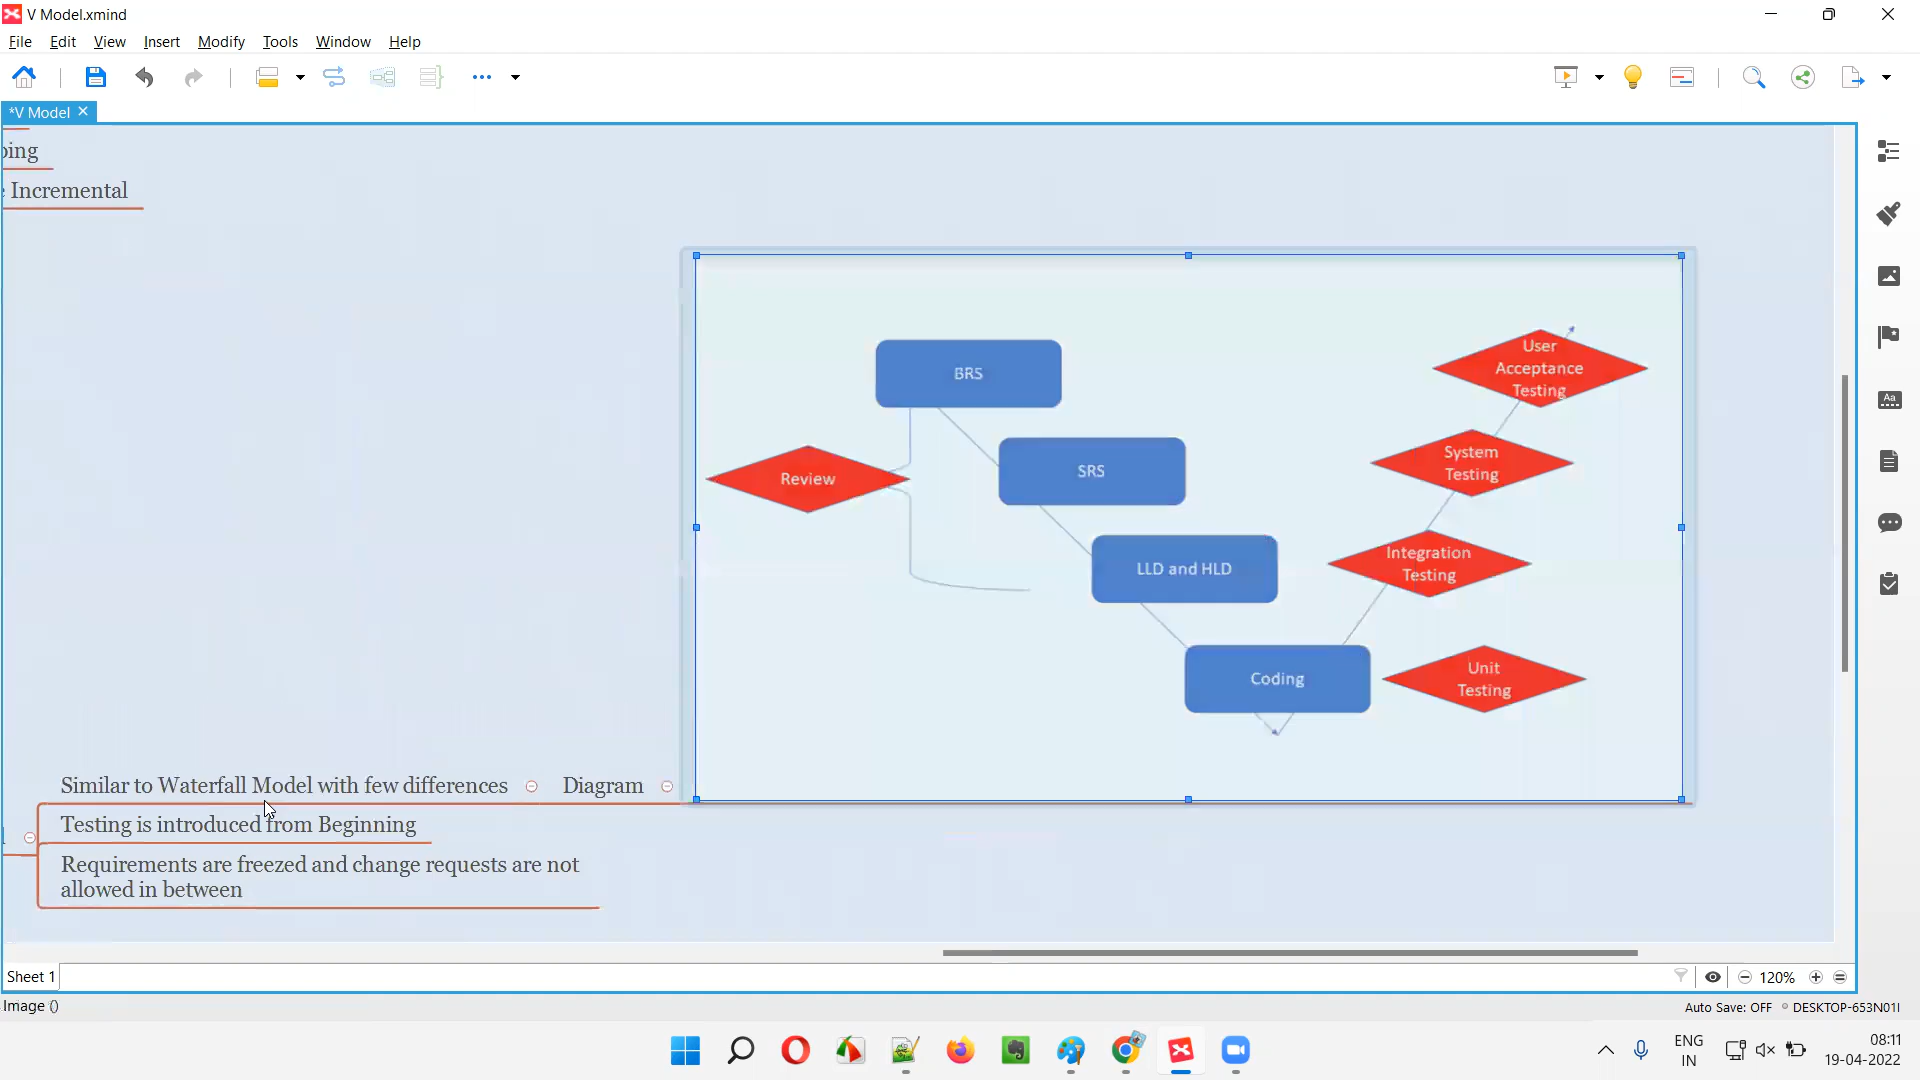 V Model.xmind
File Edit View Insert Modify Tools Window Help
*V Model
Incremental
BRS
SRS
LLD and HLD
Coding
Review
User
Acceptance
Testing
System
Testing
Integration
Testing
Unit
Testing
Similar to Waterfall Model with few differences
Diagram
Testing is introduced from Beginning
Requirements are freezed and change requests are not
allowed in between
Sheet 1
120%
Image ()
Auto Save: OFF
DESKTOP-653N01I
ENG
IN
08:11
19-04-2022